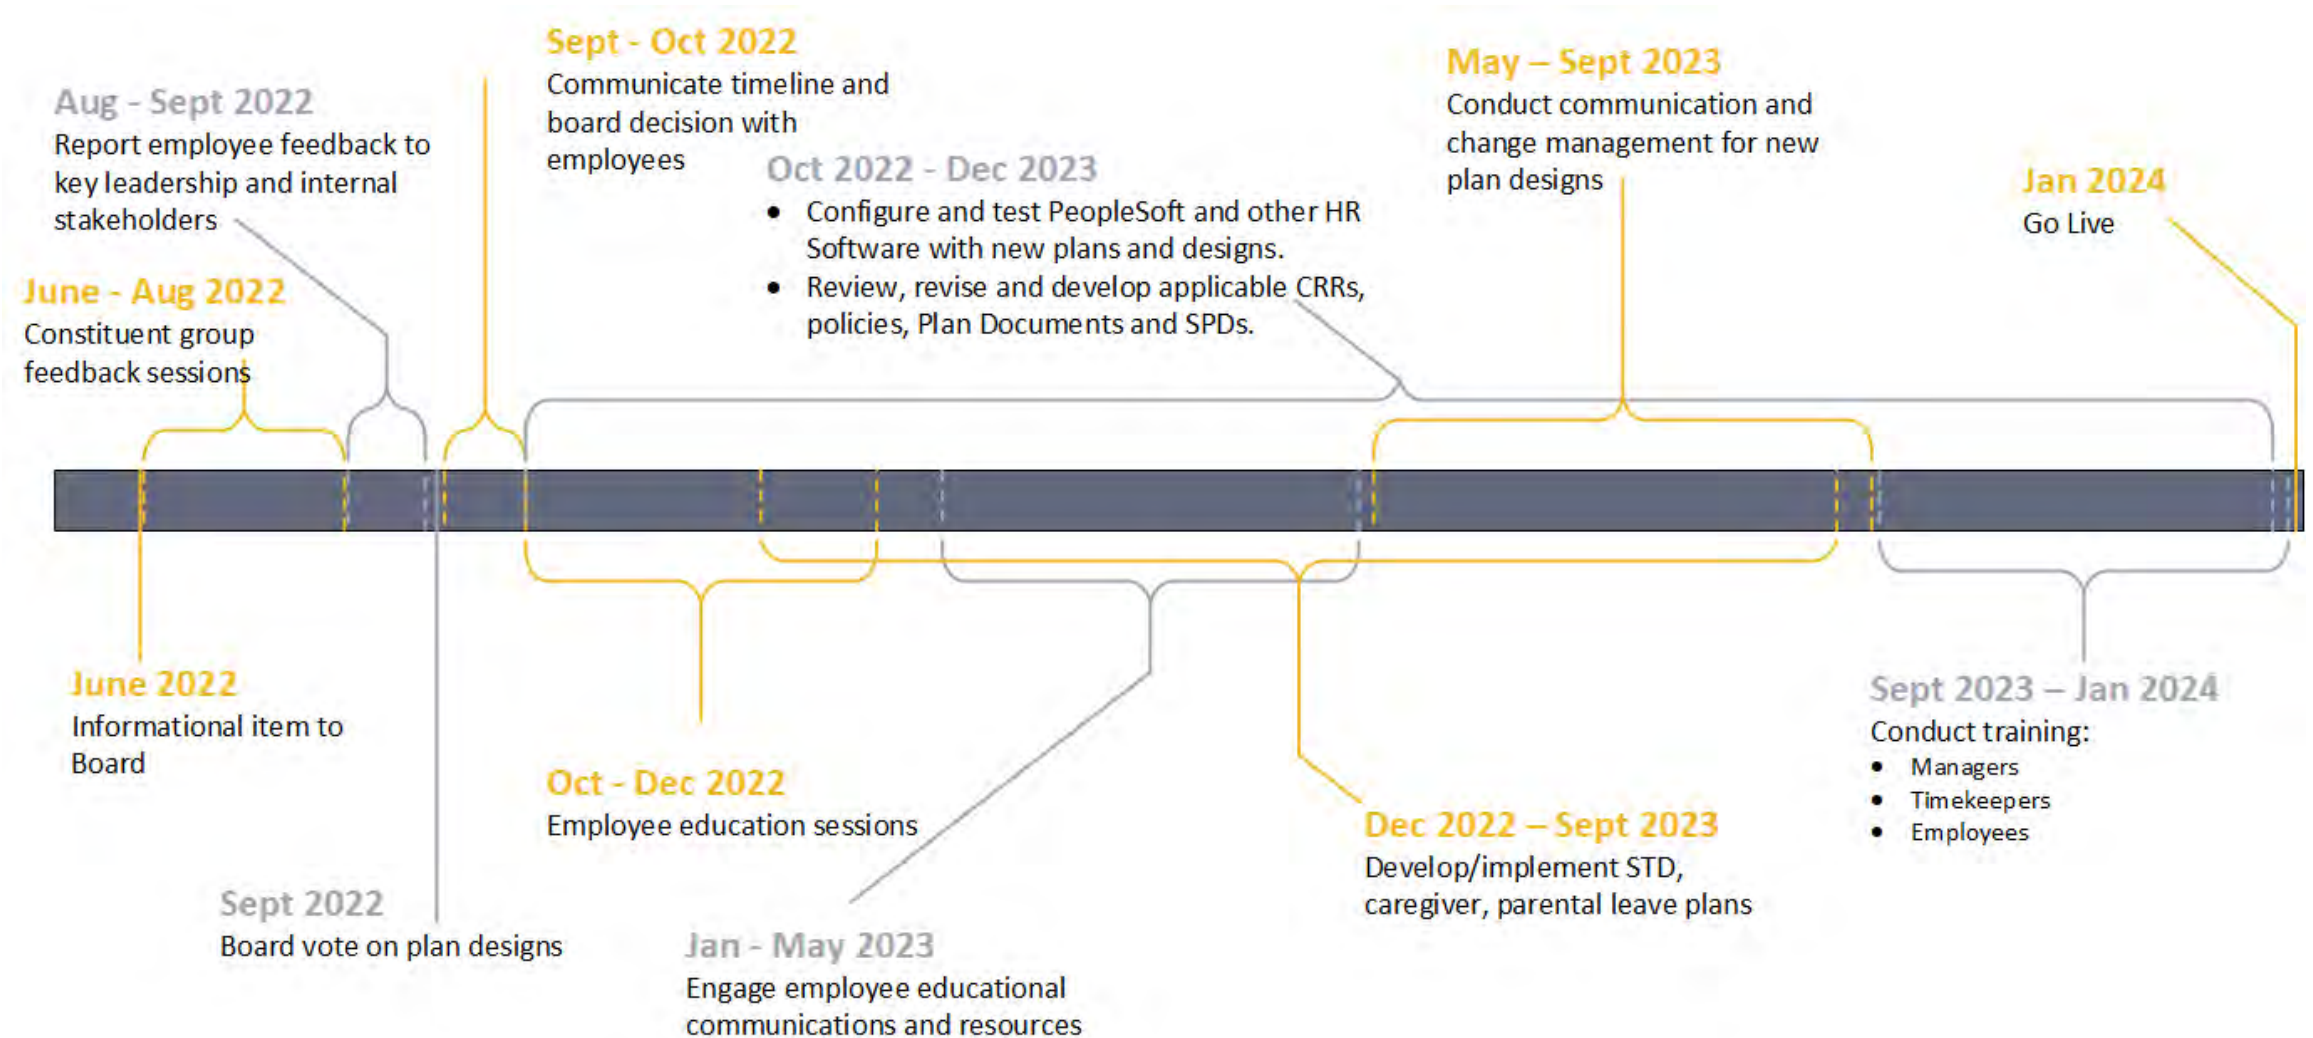 Sept - Oct 2022
Communicate timeline and
board decision with
employees
May – Sept 2023
Conduct communication and
change management for new
plan designs
Aug - Sept 2022
Report employee feedback to
key leadership and internal
stakeholders
Oct 2022 - Dec 2023
• Configure and test PeopleSoft and other HR
Software with new plans and designs.
• Review, revise and develop applicable CRRs,
policies, Plan Documents and SPDs.
Jan 2024
Go Live
June - Aug 2022
Constituent group
feedback sessions
June 2022
Informational item to
Board
Sept 2023 – Jan 2024
Conduct training:
• Managers
• Timekeepers
• Employees
Oct - Dec 2022
Employee education sessions
Dec 2022 – Sept 2023
Develop/implement STD,
caregiver, parental leave plans
Sept 2022
Board vote on plan designs
Jan - May 2023
Engage employee educational
communications and resources